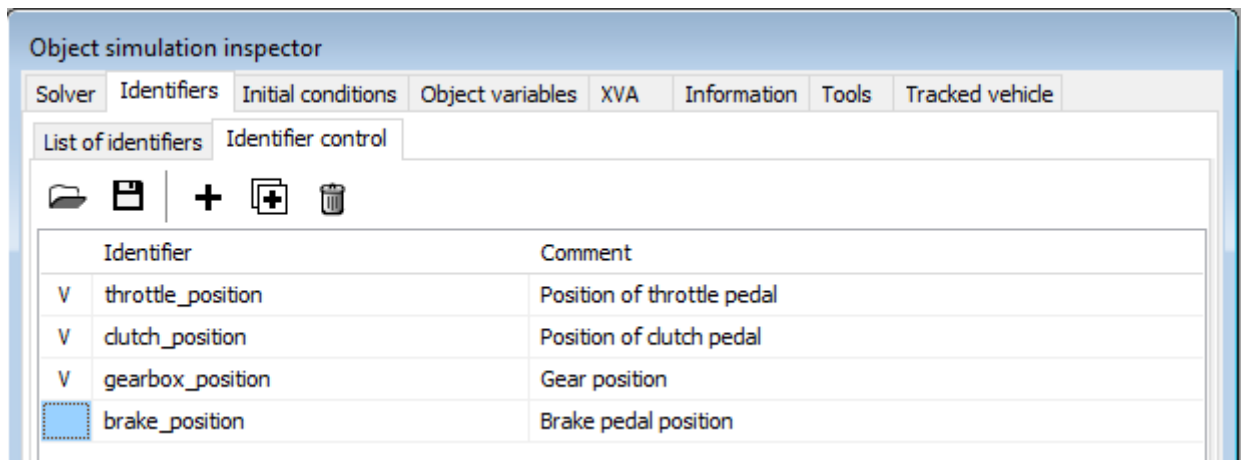 Object simulation inspector
Solver Identifiers Initial conditions Object variables XVA Information Tools Tracked vehicle
List of identifiers Identifier control
Identifier Comment
V throttle_position Position of throttle pedal
V clutch_position Position of clutch pedal
V gearbox_position Gear position
brake_position Brake pedal position